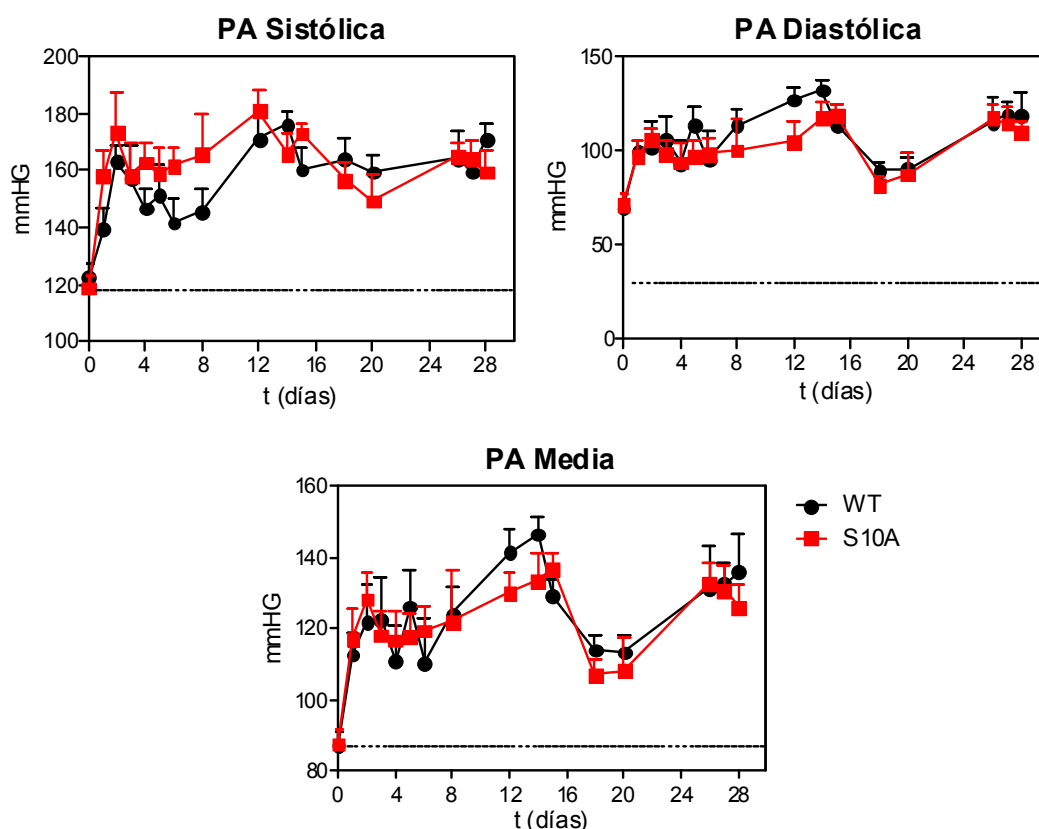 PA Sistólica
200
180
160
140
120
100
mmHG
0 4 8 12 16 20 24 28
t (días)
PA Diastólica
150
100
50
0
mmHG
0 4 8 12 16 20 24 28
t (días)
PA Media
160
140
120
100
80
mmHG
0 4 8 12 16 20 24 28
t (días)
WT
S10A